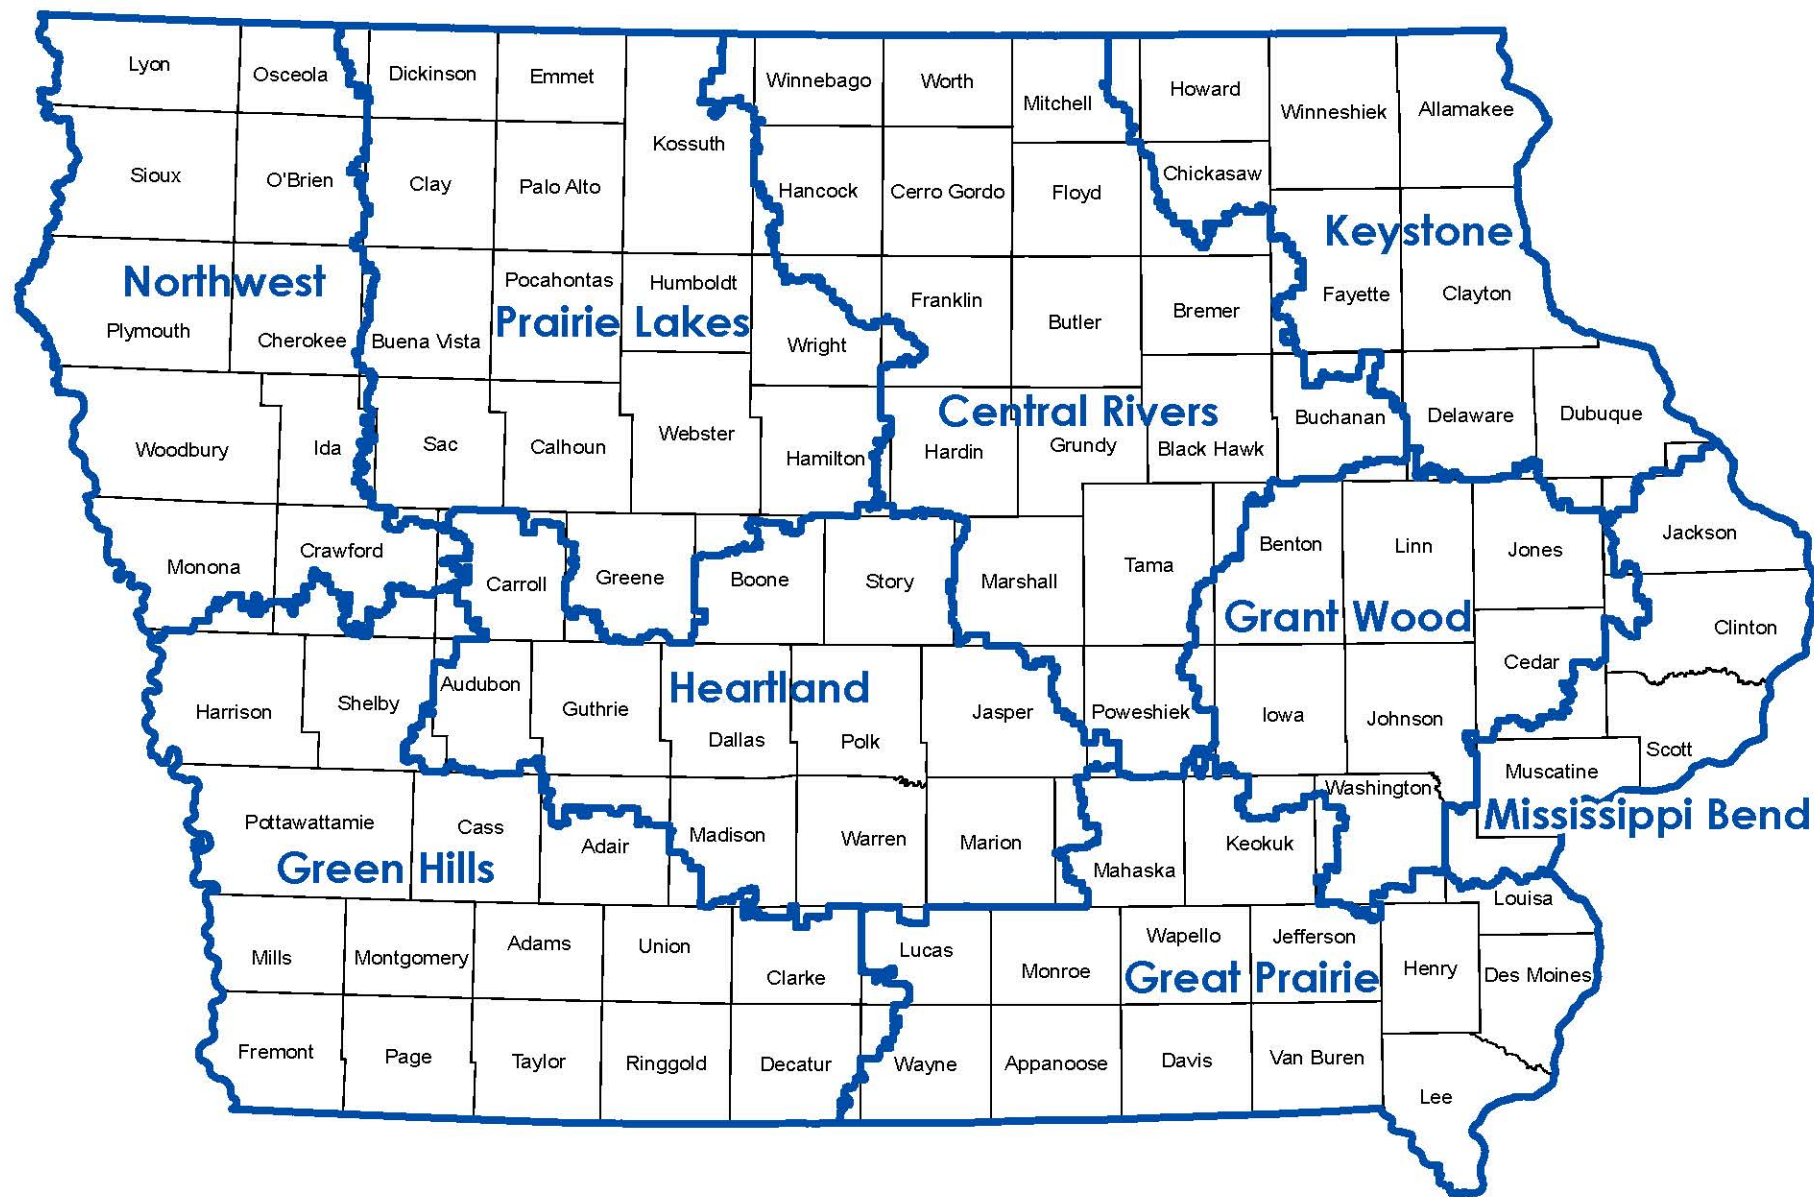 Lyon
Osceola
Dickinson
Emmet
Winnebago
Worth
Mitchell
Howard
Winneshiek
Allamakee
Kossuth
Sioux
O'Brien
Clay
Palo Alto
Hancock
Cerro Gordo
Floyd
Chickasaw
Keystone
Northwest
Pocahontas
Humboldt
Franklin
Fayette
Clayton
Plymouth
Cherokee
Buena Vista
Prairie Lakes
Wright
Butler
Bremer
Central Rivers
Buchanan
Delaware
Dubuque
Woodbury
Ida
Sac
Calhoun
Webster
Hamilton
Hardin
Grundy
Black Hawk
Monona
Crawford
Carroll
Greene
Boone
Story
Marshall
Tama
Benton
Linn
Jones
Jackson
Grant Wood
Clinton
Harrison
Shelby
Audubon
Guthrie
Heartland
Dallas
Polk
Jasper
Poweshiek
Iowa
Johnson
Cedar
Scott
Muscatine
Mississippi Bend
Pottawattamie
Cass
Green Hills
Adair
Madison
Warren
Marion
Mahaska
Keokuk
Washington
Louisa
Mills
Montgomery
Adams
Union
Clarke
Lucas
Monroe
Wapello
Jefferson
Great Prairie
Henry
Des Moines
Fremont
Page
Taylor
Ringgold
Decatur
Wayne
Appanoose
Davis
Van Buren
Lee